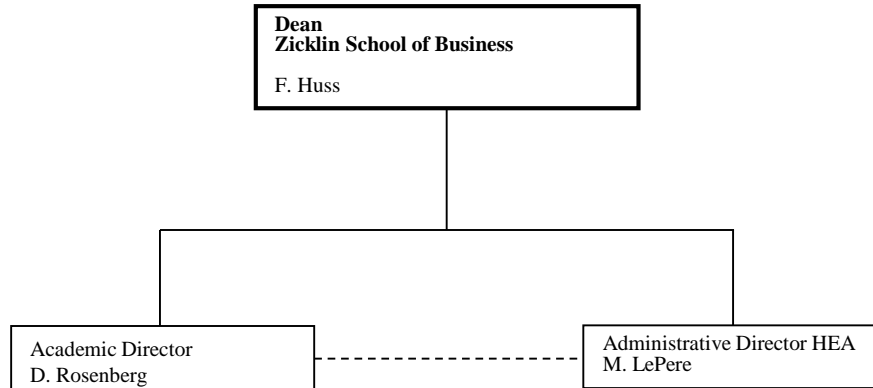 Dean
Zicklin School of Business
F. Huss
Academic Director
D. Rosenberg
Administrative Director HEA
M. LePere